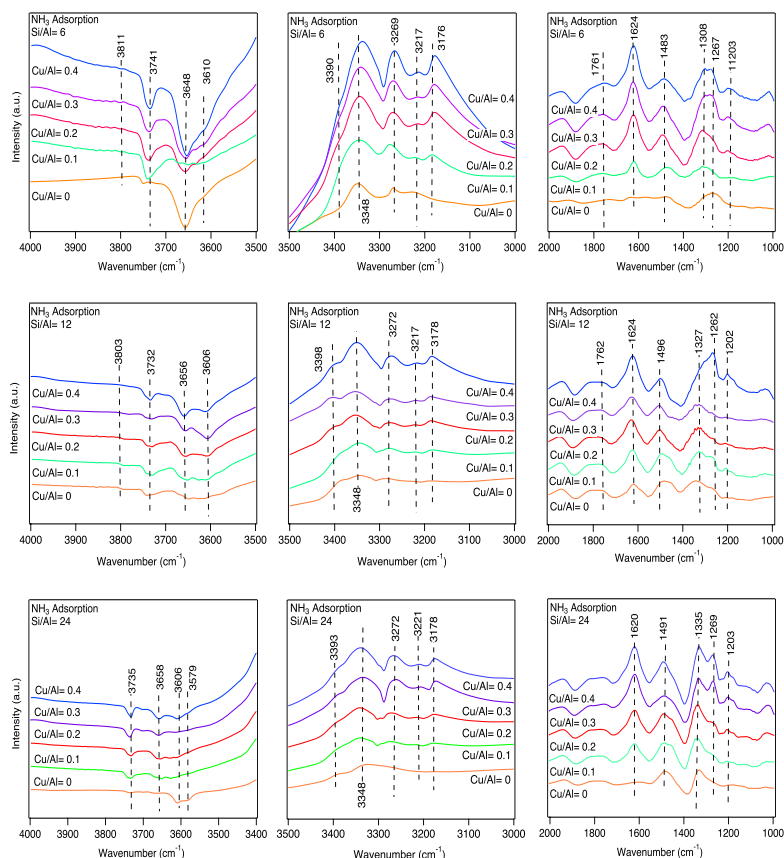 NH3 Adsorption
Si/Al= 6
3811
3741
3648
3610
Cu/Al= 0.4
Cu/Al= 0.3
Cu/Al= 0.2
Cu/Al= 0.1
Cu/Al= 0
Intensity (a.u.)
4000 3900 3800 3700 3600 3500
Wavenumber (cm-1)
NH3 Adsorption
Si/Al= 6
3390
3348
3269
3217
3176
Cu/Al= 0.4
Cu/Al= 0.3
Cu/Al= 0.2
Cu/Al= 0.1
Cu/Al= 0
3500 3400 3300 3200 3100 3000
Wavenumber (cm-1)
NH3 Adsorption
Si/Al= 6
1761
1624
1483
1308
1267
11203
Cu/Al= 0.4
Cu/Al= 0.3
Cu/Al= 0.2
Cu/Al= 0.1
Cu/Al= 0
2000 1800 1600 1400 1200 1000
Wavenumber (cm-1)
NH3 Adsorption
Si/Al= 12
3803
3732
3656
3606
Cu/Al= 0.4
Cu/Al= 0.3
Cu/Al= 0.2
Cu/Al= 0.1
Cu/Al= 0
Intensity (a.u.)
4000 3900 3800 3700 3600 3500
Wavenumber (cm-1)
NH3 Adsorption
Si/Al= 12
3398
3348
3272
3217
3178
Cu/Al= 0.4
Cu/Al= 0.3
Cu/Al= 0.2
Cu/Al= 0.1
Cu/Al= 0
3500 3400 3300 3200 3100 3000
Wavenumber (cm-1)
NH3 Adsorption
Si/Al= 12
1762
1624
1496
1327
1262
1202
Cu/Al= 0.4
Cu/Al= 0.3
Cu/Al= 0.2
Cu/Al= 0.1
Cu/Al= 0
2000 1800 1600 1400 1200 1000
Wavenumber (cm-1)
NH3 Adsorption
Si/Al= 24
3735
3658
3606
3579
Cu/Al= 0.4
Cu/Al= 0.3
Cu/Al= 0.2
Cu/Al= 0.1
Cu/Al= 0
Intensity (a.u.)
4000 3900 3800 3700 3600 3500 3400
Wavenumber (cm-1)
NH3 Adsorption
Si/Al= 24
3393
3348
3272
3221
3178
Cu/Al= 0.4
Cu/Al= 0.3
Cu/Al= 0.2
Cu/Al= 0.1
Cu/Al= 0
3500 3400 3300 3200 3100 3000
Wavenumber (cm-1)
NH3 Adsorption
Si/Al= 24
1620
1491
1335
1269
1203
Cu/Al= 0.4
Cu/Al= 0.3
Cu/Al= 0.2
Cu/Al= 0.1
Cu/Al= 0
2000 1800 1600 1400 1200 1000
Wavenumber (cm-1)